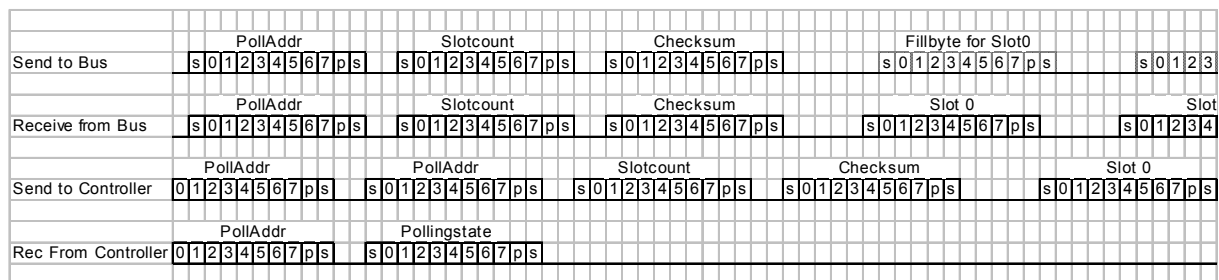 PollAddr Slotcount Checksum Fillbyte for Slot0
Send to Bus s 0 1 2 3 4 5 6 7 p s s 0 1 2 3 4 5 6 7 p s s 0 1 2 3 4 5 6 7 p s s 0 1 2 3 4 5 6 7 p s s 0 1 2 3
PollAddr Slotcount Checksum Slot 0 Slot
Receive from Bus s 0 1 2 3 4 5 6 7 p s s 0 1 2 3 4 5 6 7 p s s 0 1 2 3 4 5 6 7 p s s 0 1 2 3 4 5 6 7 p s s 0 1 2 3 4
PollAddr PollAddr Slotcount Checksum Slot 0
Send to Controller 0 1 2 3 4 5 6 7 p s s 0 1 2 3 4 5 6 7 p s s 0 1 2 3 4 5 6 7 p s s 0 1 2 3 4 5 6 7 p s s 0 1 2 3 4 5 6 7 p s
PollAddr Pollingstate
Rec From Controller 0 1 2 3 4 5 6 7 p s s 0 1 2 3 4 5 6 7 p s